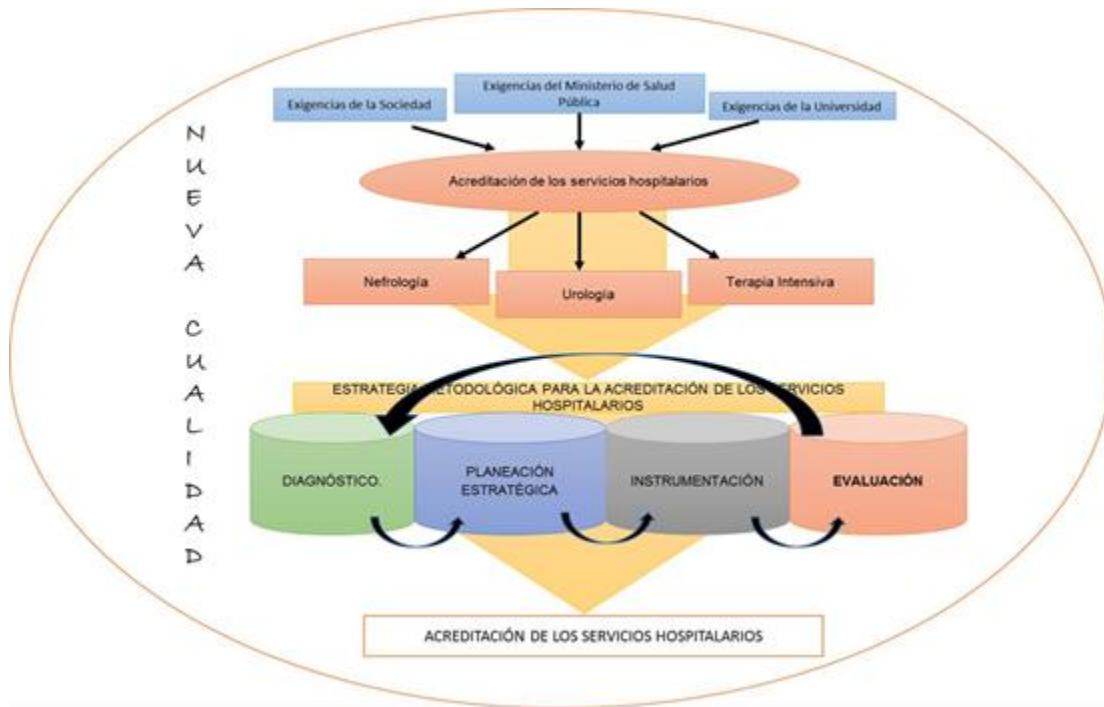 Exigencias de la Sociedad
Exigencias del Ministerio de Salud
Pública
Exigencias de la Universidad
NUEVA CUALIDAD
Acreditación de los servicios hospitalarios
Nefrología
Urología
Terapia Intensiva
ESTRATEGIA METODOLÓGICA PARA LA ACREDITACIÓN DE LOS SERVICIOS
HOSPITALARIOS
DIAGNÓSTICO.
PLANEACIÓN
ESTRATÉGICA
INSTRUMENTACIÓN
EVALUACIÓN
ACREDITACIÓN DE LOS SERVICIOS HOSPITALARIOS